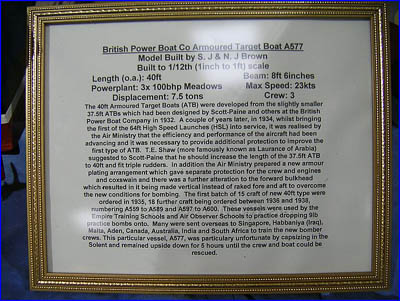 British Power Boat Co Armoured Target Boat A577
Model Built by S. J & N. J Brown
Built to 1/12th (1inch to 1ft) scale
Length (o.a.): 40ft Beam: 8ft 6inches
Powerplant: 3x 100bhp Meadows Max Speed: 23kts
Displacement: 7.5 tons Crew: 3
The 40ft Armoured Target Boats (ATB) were developed from the slightly smaller
37.5ft ATBs which had been designed by Scott-Paine and others at the British
Power Boat Company in 1932. A couple of years later, in 1934, whilst bringing
the first of the 64ft High Speed Launches (HSL) into service, it was realised by
the Air Ministry that the efficiency and performance of the aircraft had been
advancing and it was necessary to provide additional protection to improve the
first type of ATB. T.E. Shaw (more famously known as Laurance of Arabia)
suggested to Scott-Paine that he should increase the length of the 37.5ft ATB
to 40ft and fit triple rudders. In addition the Air Ministry prepared a new armour
plating arrangement which gave separate protection for the crew and engines
and coxswain and there was a further alteration to the forward bulkhead
which resulted in it being made vertical instead of raked fore and aft to overcome
the new conditions for bombing. The first batch of 15 craft of new 40ft type were
ordered in 1935, 18 further craft being ordered between 1936 and 1938,
numbering A559 to A589 and A597 to A600. These vessels were used by the
Empire Training Schools and Air Observer Schools to practice dropping 9lb
practice bombs onto. Many were sent overseas to Singapore, Habbaniya (Iraq),
Malta, Aden, Canada, Australia, India and South Africa to train the new bomber
crews. This particular vessel, A577, was particulary unfortunate by capsizing in the
Solent and remained upside down for 5 hours until the crew and boat could be
rescued.